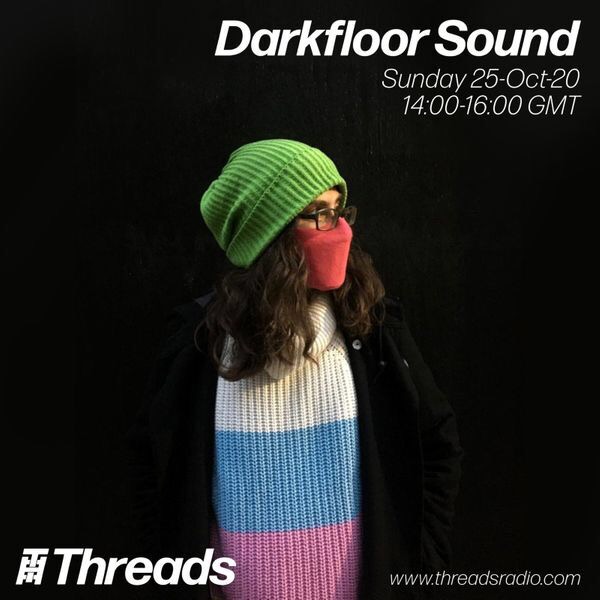 Darkfloor Sound
Sunday 25-Oct-20
14:00-16:00 GMT
Threads
www.threadsradio.com